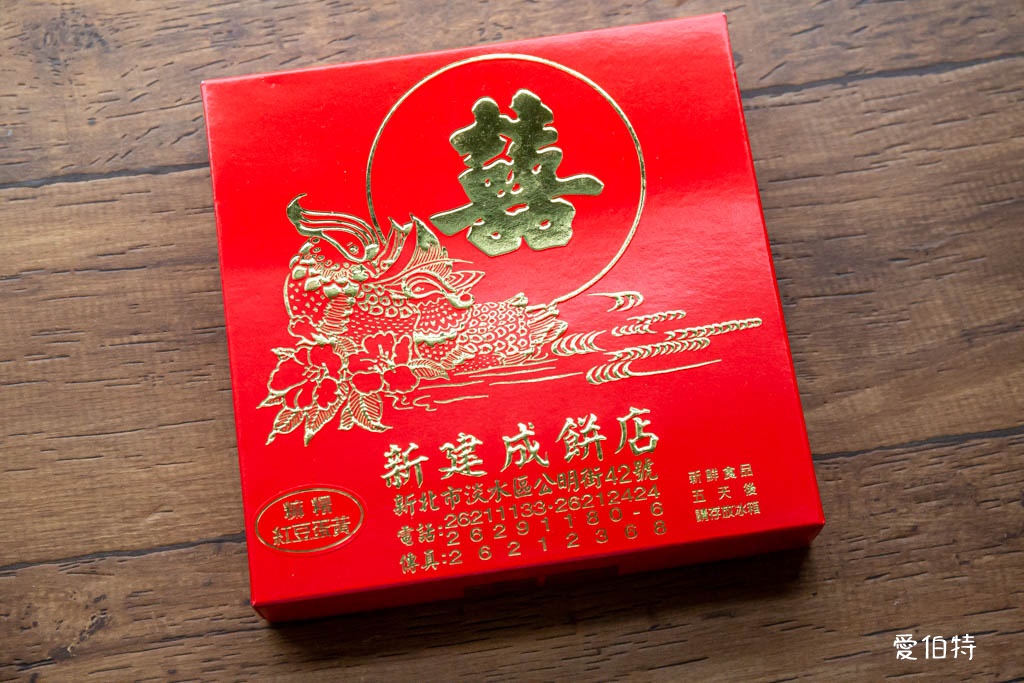 囍
新建成餅店
新北市淡水區公明街42號
電話:26211133·26212424
26291180-6
傳真:26212368
紅豆蛋黃
新鮮食品
五天後
請存放冰箱
愛伯特